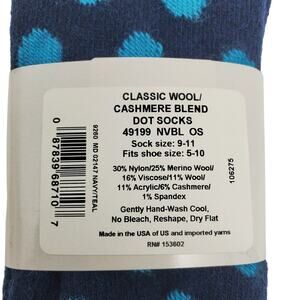 CLASSIC WOOL/
CASHMERE BLEND
DOT SOCKS
49199 NVBL OS
Sock size: 9-11
Fits shoe size: 5-10
30% Nylon/25% Merino Wool/
16% Viscose/11% Wool/
11% Acrylic/6% Cashmere/
1% Spandex
Gently Hand-Wash Cool,
No Bleach, Reshape, Dry Flat
Made in the USA of US and imported yarns
RN# 153602
0 87839 68710 7
9260 MD 02147 NAVY/TEAL
106275